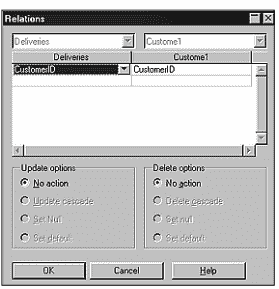 Relations
Deliveries Custome1
Deliveries Custome1
CustomerID CustomerID
Update options Delete options
No action No action
Update cascade Delete cascade
Set Null Set null
Set default Set default
OK Cancel Help